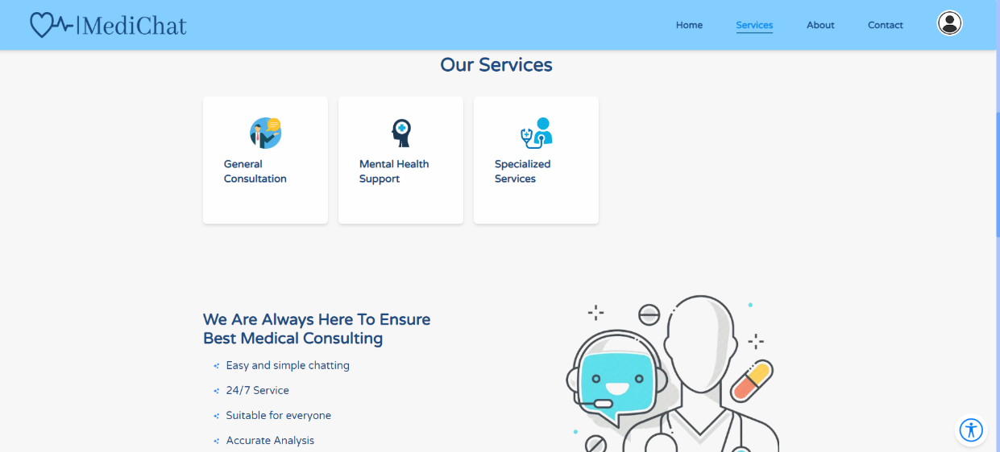 |MediChat
Home Services About Contact
Our Services
General
Consultation
Mental Health
Support
Specialized
Services
We Are Always Here To Ensure
Best Medical Consulting
Easy and simple chatting
24/7 Service
Suitable for everyone
Accurate Analysis